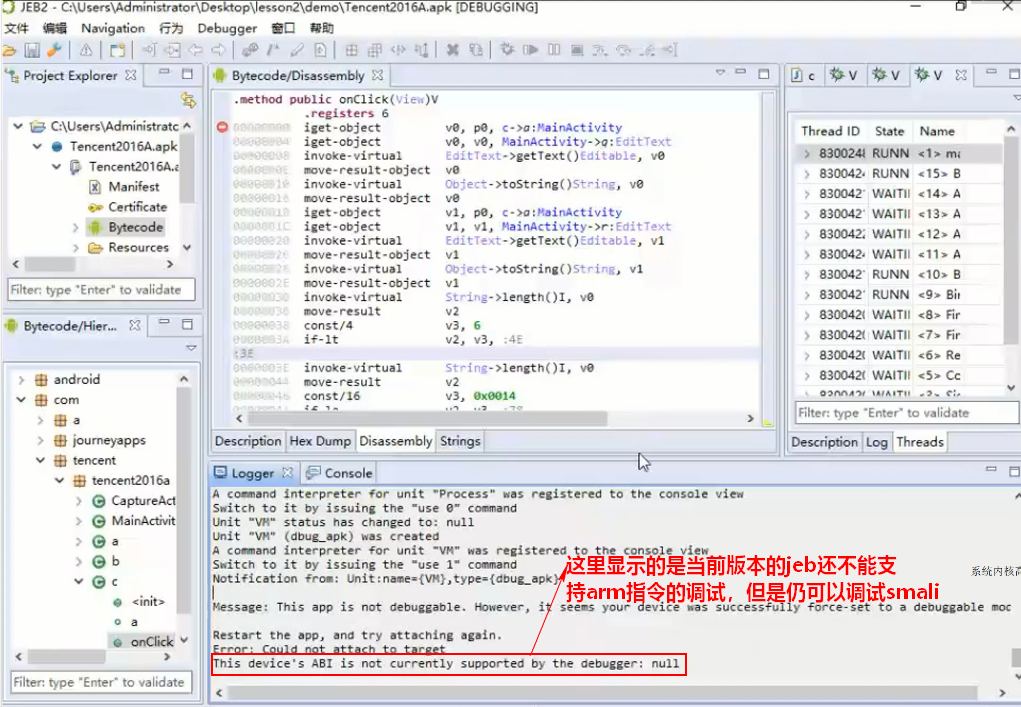 JEB2 - C:\Users\Administrator\Desktop\lesson2\demo\Tencent2016A.apk [DEBUGGING]
文件 编辑 Navigation 行为 Debugger 窗口 帮助
Project Explorer
C:\Users\Administratc
Tencent2016A.apk
Tencent2016A.a
Manifest
Certificate
Bytecode
Resources
Filter: type "Enter" to validate
Bytecode/Hier...
android
com
a
journeyapps
tencent
tencent2016a
CaptureAct
MainActivit
a
b
c
<init>
a
onClick
Filter: type "Enter" to validate
Bytecode/Disassembly
.method public onClick(View)V
.registers 6
00000000 iget-object v0, p0, c->a:MainActivity
00000004 iget-object v0, v0, MainActivity->q:EditText
00000008 invoke-virtual EditText->getText()Editable, v0
0000000E move-result-object v0
00000010 invoke-virtual Object->toString()String, v0
00000016 move-result-object v0
00000018 iget-object v1, p0, c->a:MainActivity
0000001C iget-object v1, v1, MainActivity->r:EditText
00000020 invoke-virtual EditText->getText()Editable, v1
00000026 move-result-object v1
00000028 invoke-virtual Object->toString()String, v1
0000002E move-result-object v1
00000030 invoke-virtual String->length()I, v0
00000036 move-result v2
00000038 const/4 v3, 6
0000003A if-lt v2, v3, :4E
:3E
0000003E invoke-virtual String->length()I, v0
00000044 move-result v2
00000046 const/16 v3, 0x0014
Description Hex Dump Disassembly Strings
c V V V
Thread ID State Name
8300248 RUNN <1> ma
830042 RUNN <15> B
830042 WAITII <14> A
830042 WAITII <13> A
830042 WAITII <12> A
830042 WAITII <11> A
830042 RUNN <10> B
830042 RUNN <9> Bir
830042 WAITII <8> Fir
830042 WAITII <7> Fir
830042 WAITII <6> Re
830042 WAITII <5> Cc
Filter: type "Enter" to validate
Description Log Threads
Logger Console
A command interpreter for unit "Process" was registered to the console view
Switch to it by issuing the "use 0" command
Unit "VM" status has changed to: null
Unit "VM" (dbug_apk) was created
A command interpreter for unit "VM" was registered to the console view
Switch to it by issuing the "use 1" command
Notification from: Unit:name={VM},type={dbug_apk}
Message: This app is not debuggable. However, it seems your device was successfully force-set to a debuggable moc
Restart the app, and try attaching again.
Error: Could not attach to target
This device's ABI is not currently supported by the debugger: null
这里显示的是当前版本的jeb还不能支
持arm指令的调试，但是仍可以调试smali
系统内核高